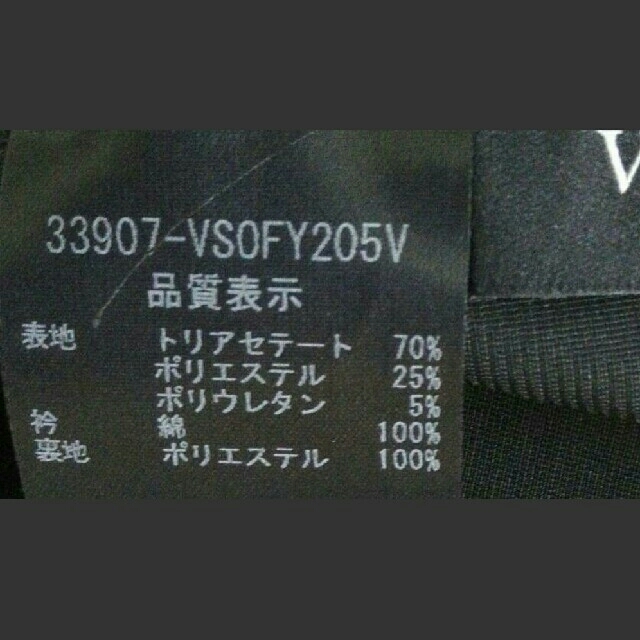 33907-VSOFY205V
品質表示
表地 トリアセテート 70%
ポリエステル 25%
ポリウレタン 5%
衿 綿 100%
裏地 ポリエステル 100%
V